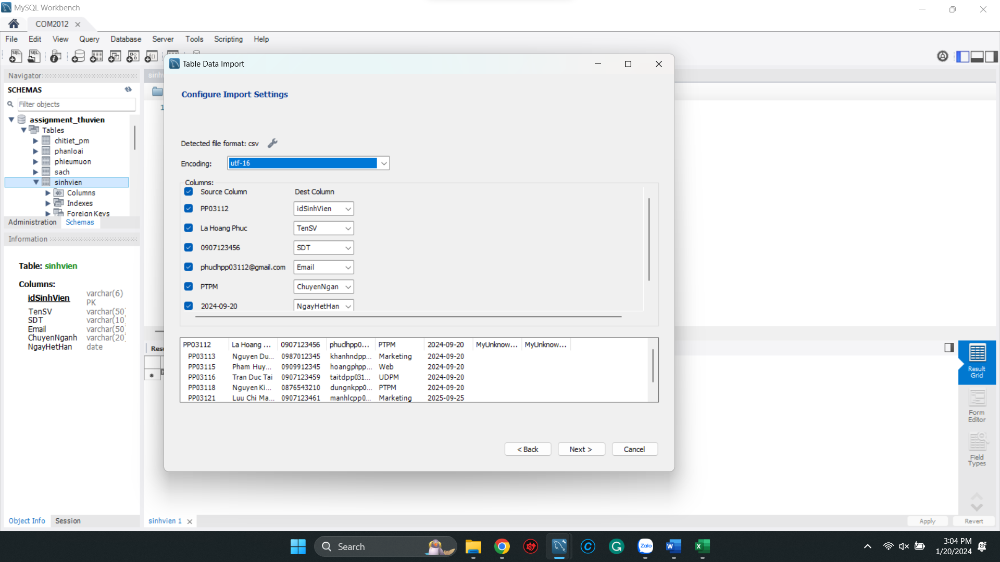 MySQL Workbench
COM2012
File Edit View Query Database Server Tools Scripting Help
Table Data Import
Navigator
SCHEMAS
Filter objects
assignment_thuvien
Tables
chitiet_pm
phanloai
phieumuon
sach
sinhvien
Columns
Indexes
Foreign Keys
Administration Schemas
Information
Table: sinhvien
Columns:
idSinhVien varchar(6) PK
TenSV varchar(50)
SDT varchar(10
Email varchar(50
ChuyenNganh varchar(20)
NgayHetHan date
Object Info Session
sinh
1
Configure Import Settings
Detected file format: csv
Encoding: utf-16
Columns:
Source Column Dest Column
PP03112 idSinhVien
La Hoang Phuc TenSV
0907123456 SDT
phuclhpp03112@gmail.com Email
PTPM ChuyenNgan
2024-09-20 NgayHetHan
PP03112 La Hoang ... 0907123456 phuclhpp0... PTPM 2024-09-20 MyUnknow... MyUnknow...
PP03113 Nguyen Du... 0987012345 khanhndpp... Marketing 2024-09-20
PP03115 Pham Huy... 0909912345 hoangphpp... Web 2024-09-20
PP03116 Tran Duc Tai 0907123459 taitdpp031... UDPM 2024-09-20
PP03118 Nguyen Ki... 0876543210 dungnkpp0... PTPM 2024-09-20
PP03121 Luu Chi Ma... 0907123461 manhlcpp0... Marketing 2025-09-25
< Back Next > Cancel
Resu
Result Grid
Form Editor
Field Types
sinhvien 1
Apply Revert
Search
Zalo
3:04 PM
1/20/2024